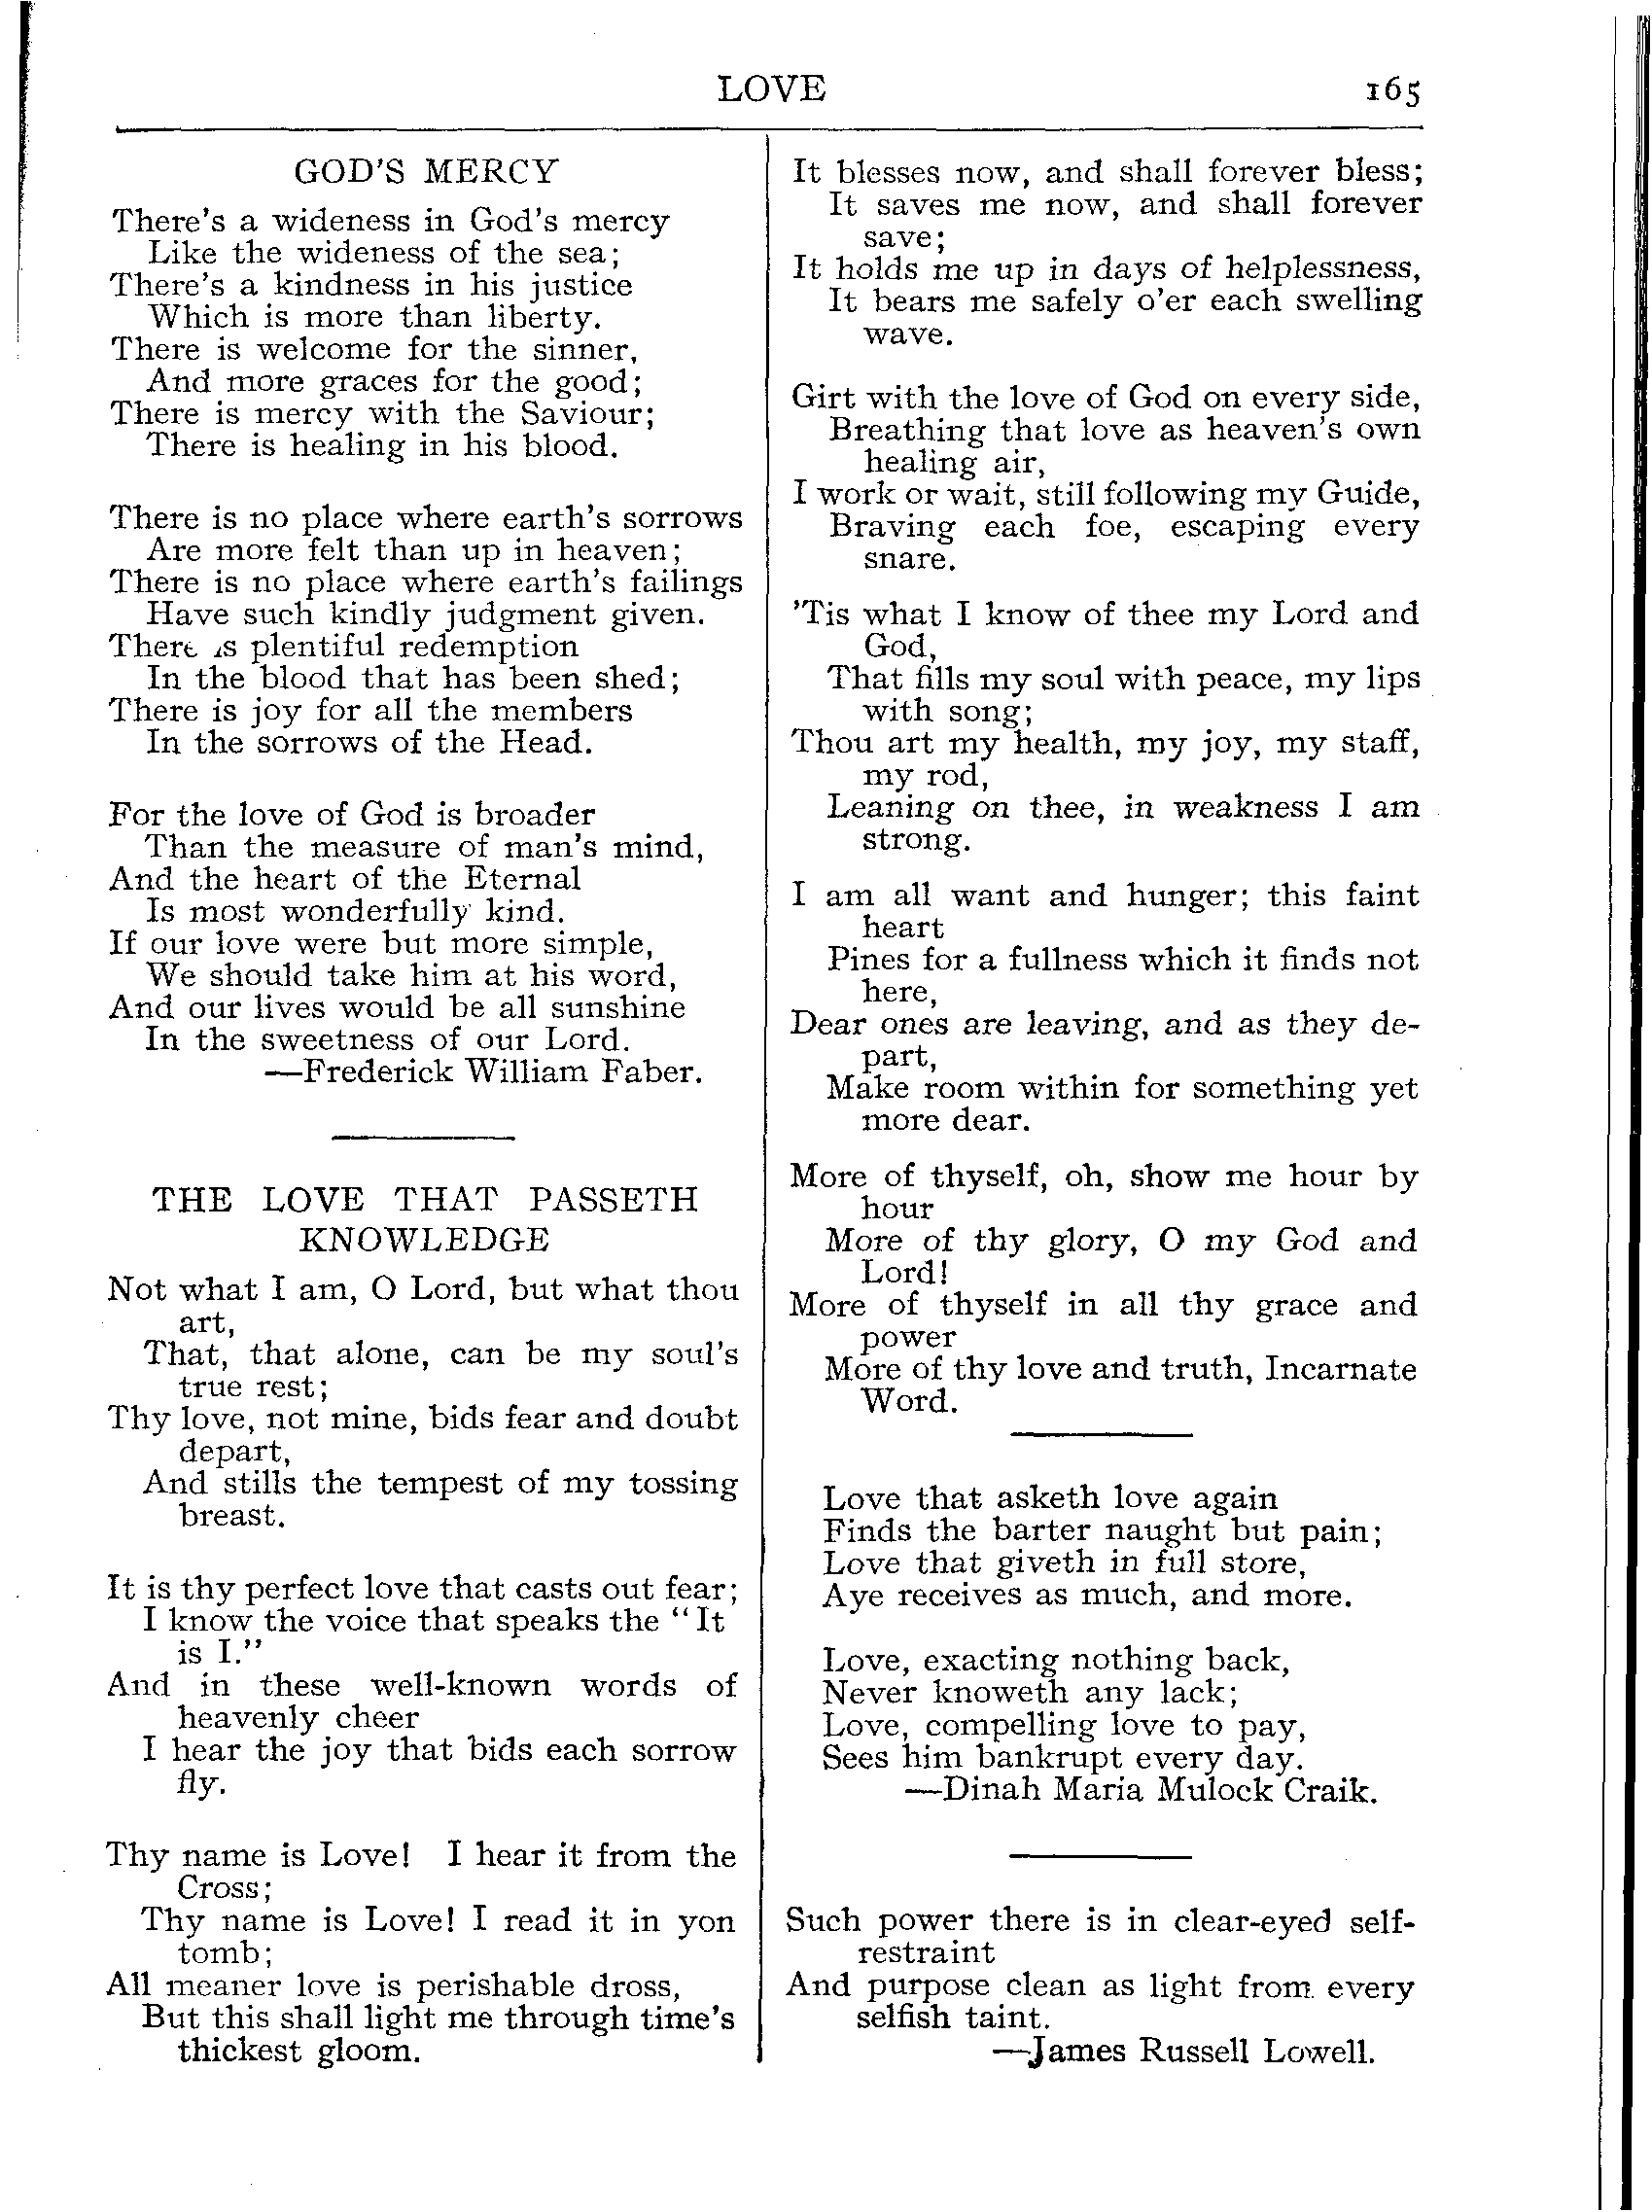 LOVE 165
GOD'S MERCY
There's a wideness in God's mercy
Like the wideness of the sea;
There's a kindness in his justice
Which is more than liberty.
There is welcome for the sinner,
And more graces for the good;
There is mercy with the Saviour;
There is healing in his blood.
There is no place where earth's sorrows
Are more felt than up in heaven;
There is no place where earth's failings
Have such kindly judgment given.
There is plentiful redemption
In the blood that has been shed;
There is joy for all the members
In the sorrows of the Head.
For the love of God is broader
Than the measure of man's mind,
And the heart of the Eternal
Is most wonderfully kind.
If our love were but more simple,
We should take him at his word,
And our lives would be all sunshine
In the sweetness of our Lord.
—Frederick William Faber.
THE LOVE THAT PASSETH
KNOWLEDGE
Not what I am, O Lord, but what thou
art,
That, that alone, can be my soul's
true rest;
Thy love, not mine, bids fear and doubt
depart,
And stills the tempest of my tossing
breast.
It is thy perfect love that casts out fear;
I know the voice that speaks the "It
is I."
And in these well-known words of
heavenly cheer
I hear the joy that bids each sorrow
fly.
Thy name is Love! I hear it from the
Cross;
Thy name is Love! I read it in yon
tomb;
All meaner love is perishable dross,
But this shall light me through time's
thickest gloom.
It blesses now, and shall forever bless;
It saves me now, and shall forever
save;
It holds me up in days of helplessness,
It bears me safely o'er each swelling
wave.
Girt with the love of God on every side,
Breathing that love as heaven's own
healing air,
I work or wait, still following my Guide,
Braving each foe, escaping every
snare.
'Tis what I know of thee my Lord and
God,
That fills my soul with peace, my lips
with song;
Thou art my health, my joy, my staff,
my rod,
Leaning on thee, in weakness I am
strong.
I am all want and hunger; this faint
heart
Pines for a fullness which it finds not
here,
Dear ones are leaving, and as they de-
part,
Make room within for something yet
more dear.
More of thyself, oh, show me hour by
hour
More of thy glory, O my God and
Lord!
More of thyself in all thy grace and
power
More of thy love and truth, Incarnate
Word.
Love that asketh love again
Finds the barter naught but pain;
Love that giveth in full store,
Aye receives as much, and more.
Love, exacting nothing back,
Never knoweth any lack;
Love, compelling love to pay,
Sees him bankrupt every day.
—Dinah Maria Mulock Craik.
Such power there is in clear-eyed self-
restraint
And purpose clean as light from every
selfish taint.
—James Russell Lowell.